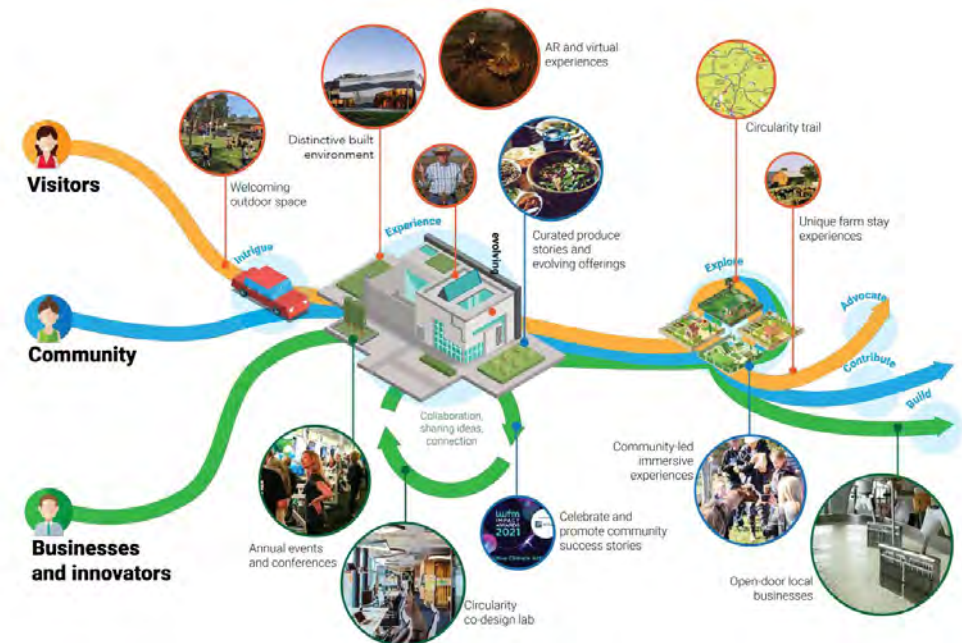 AR and virtual
experiences
Distinctive built
environment
Circularity trail
Visitors
Welcoming
outdoor space
Intrigue
Experience
evolving
Curated produce
stories and
evolving offerings
Unique farm stay
experiences
Explore
Community
Advocate
Contribute
Build
Collaboration,
sharing ideas,
connection
Community-led
immersive
experiences
Businesses
and innovators
Annual events
and conferences
IMPACT
AWARDS
2021
Celebrate and
promote community
success stories
Circularity
co-design lab
Open-door local
businesses